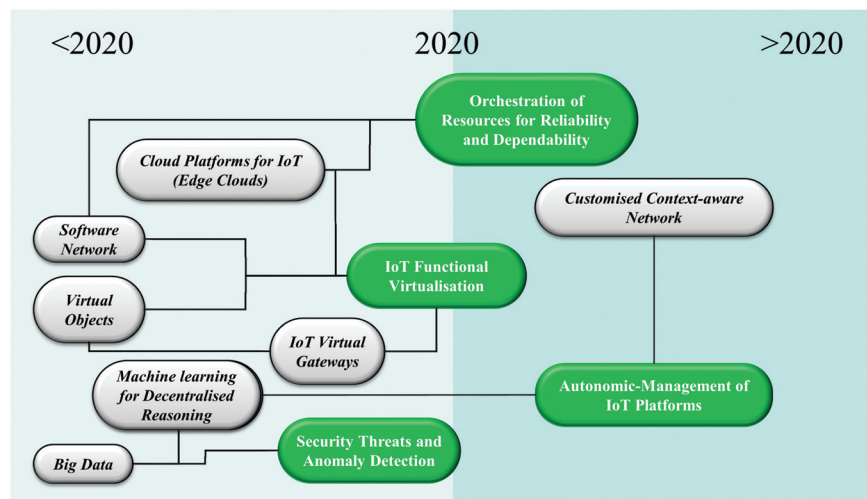 <2020
2020
>2020
Orchestration of
Resources for Reliability
and Dependability
Cloud Platforms for IoT
(Edge Clouds)
Customised Context-aware
Network
Software
Network
IoT Functional
Virtualisation
Virtual
Objects
IoT Virtual
Gateways
Machine learning
for Decentralised
Reasoning
Autonomic-Management of
IoT Platforms
Security Threats and
Anomaly Detection
Big Data